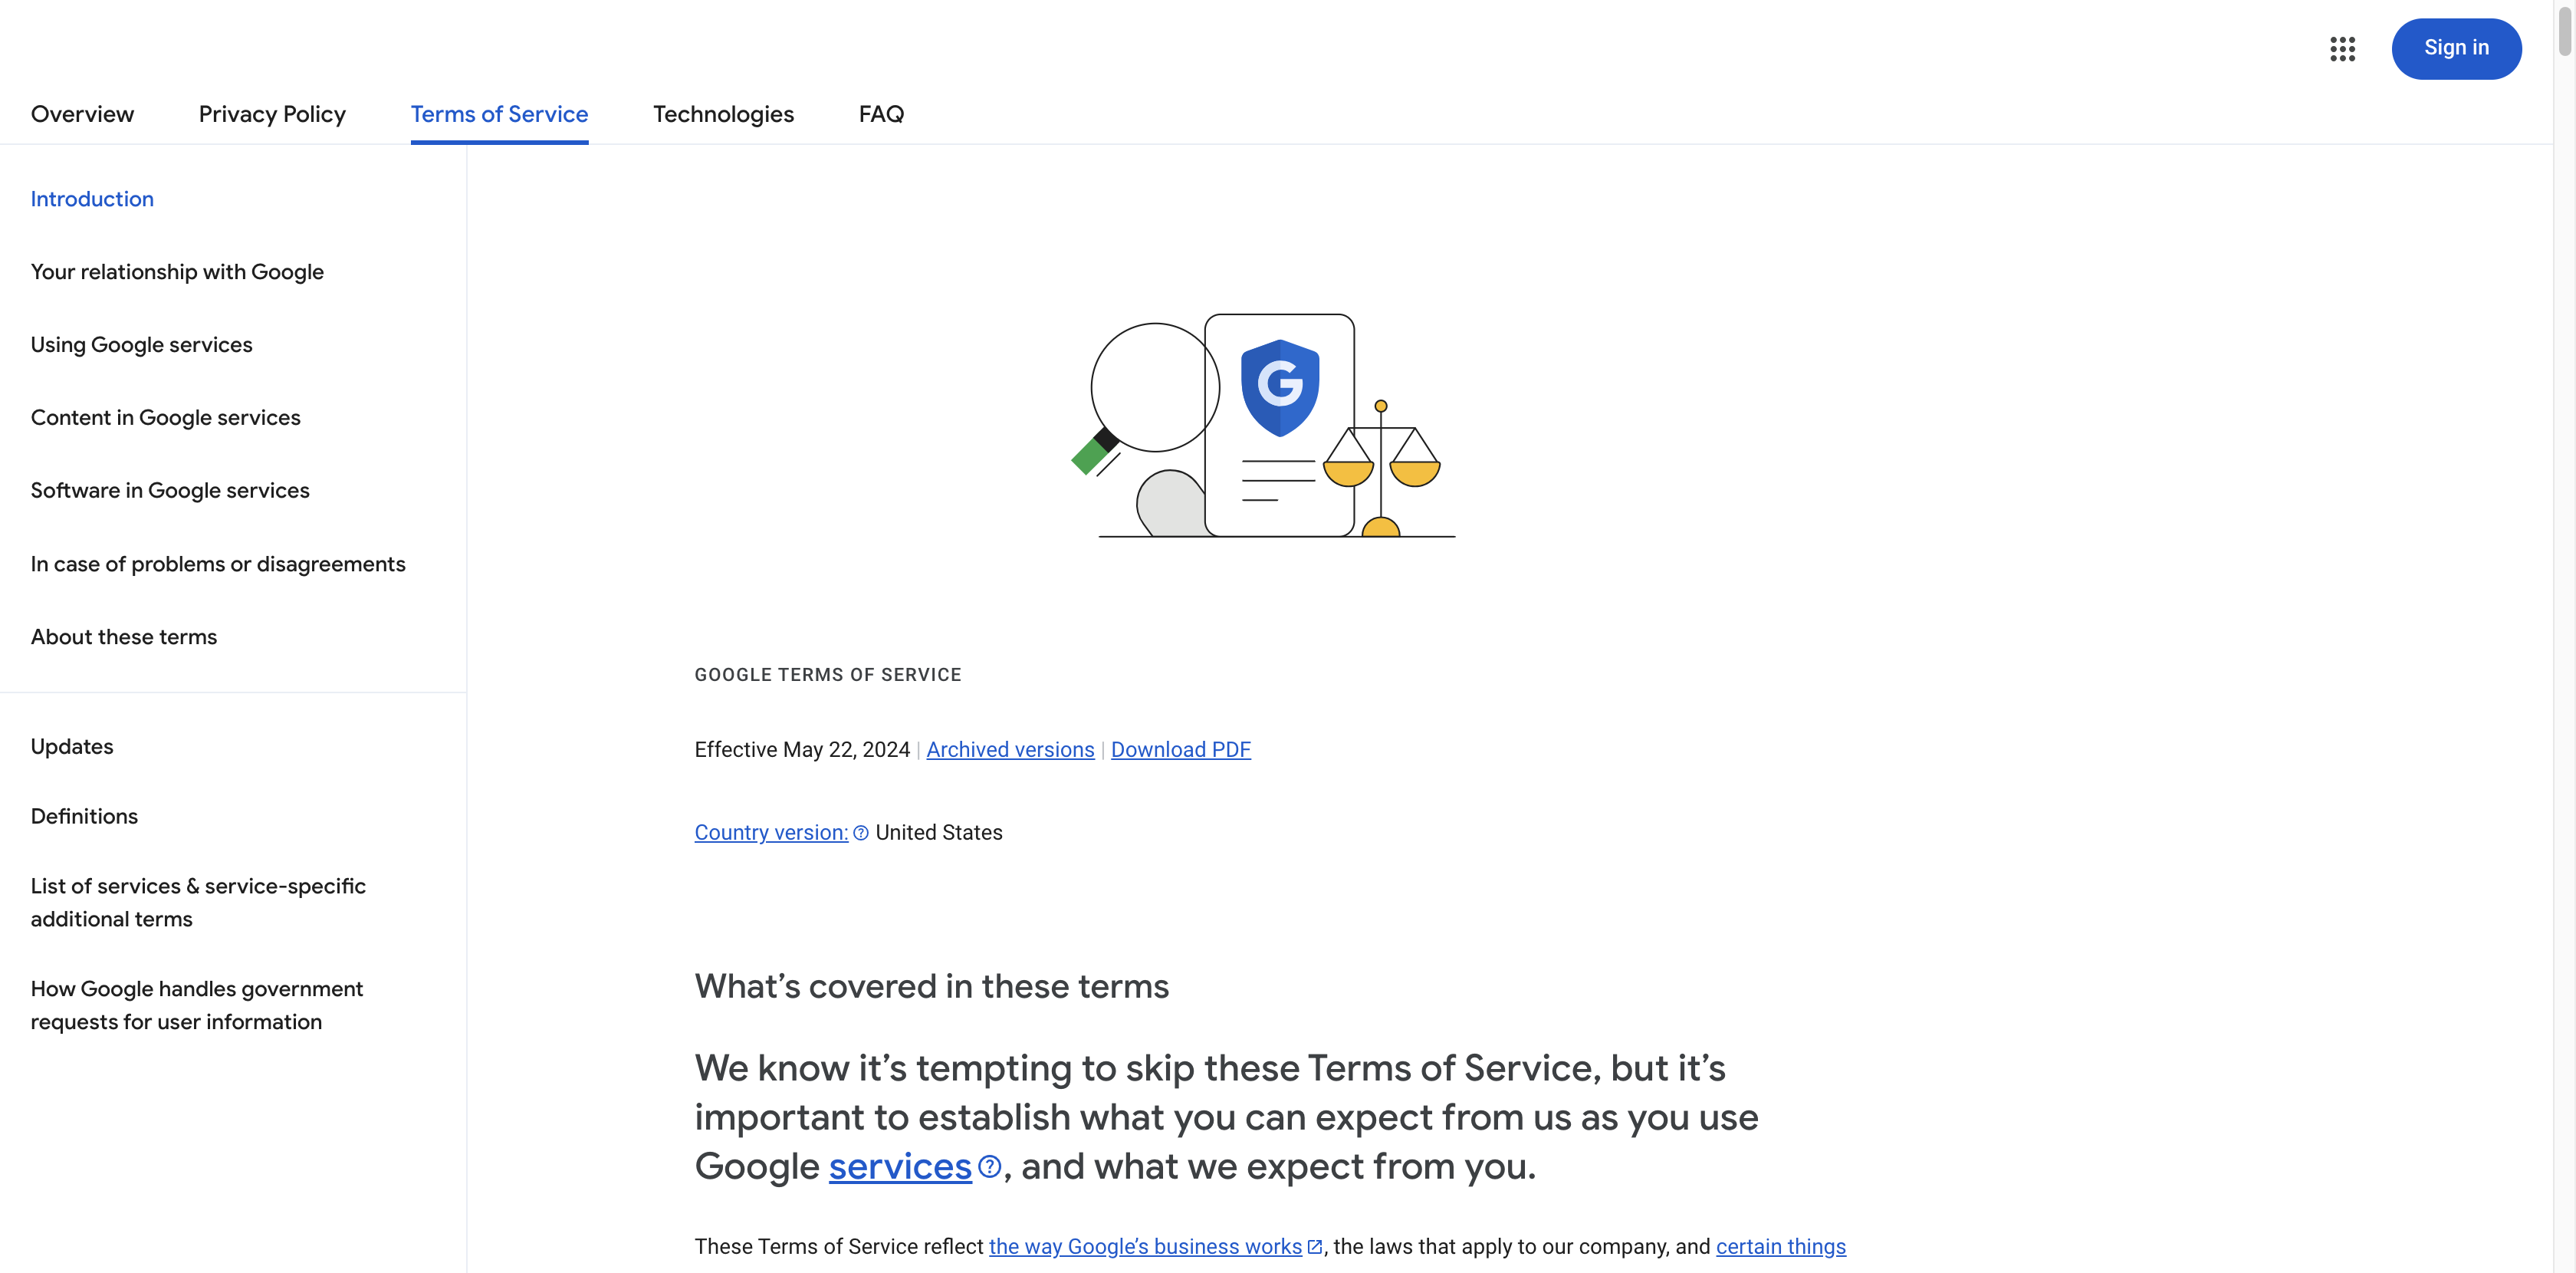 Sign in
Overview Privacy Policy Terms of Service Technologies FAQ
Introduction
Your relationship with Google
Using Google services
Content in Google services
Software in Google services
In case of problems or disagreements
About these terms
Updates
Definitions
List of services & service-specific
additional terms
How Google handles government
requests for user information
G
GOOGLE TERMS OF SERVICE
Effective May 22, 2024 | Archived versions | Download PDF
Country version: United States
What’s covered in these terms
We know it’s tempting to skip these Terms of Service, but it’s
important to establish what you can expect from us as you use
Google services, and what we expect from you.
These Terms of Service reflect the way Google’s business works, the laws that apply to our company, and certain things